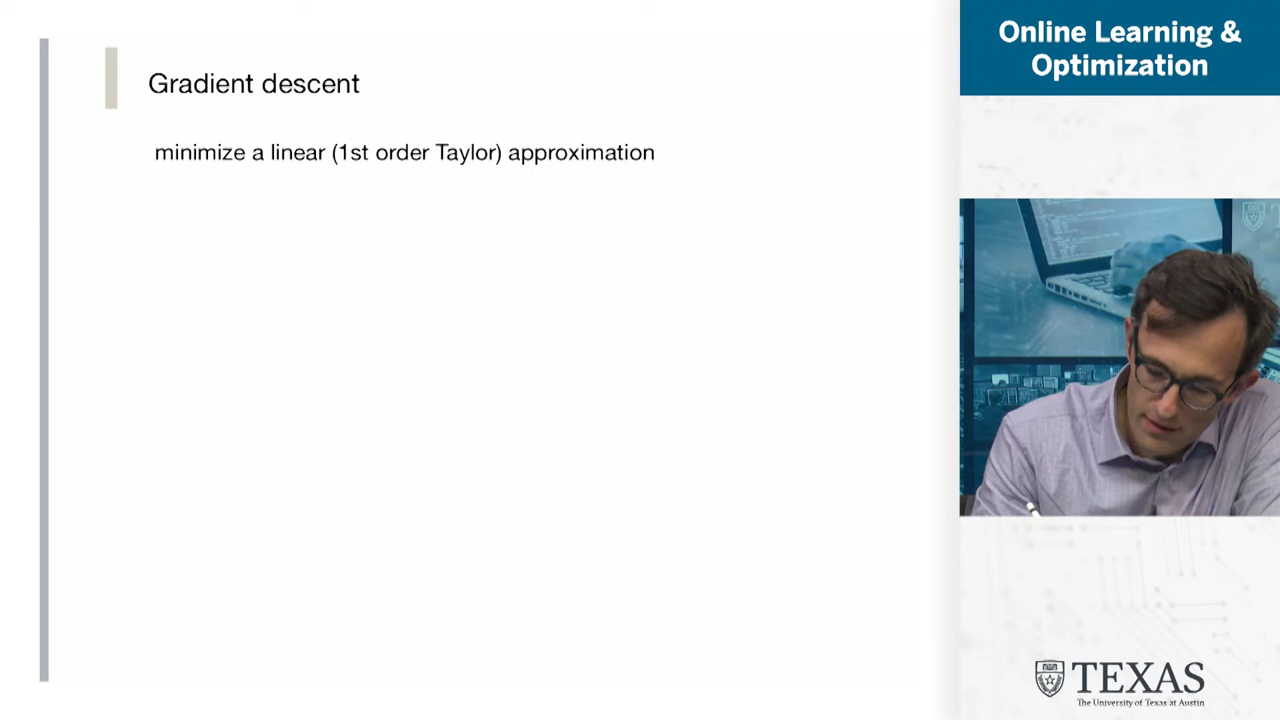 Gradient descent
minimize a linear (1st order Taylor) approximation
Online Learning &
Optimization
TEXAS
The University of Texas at Austin